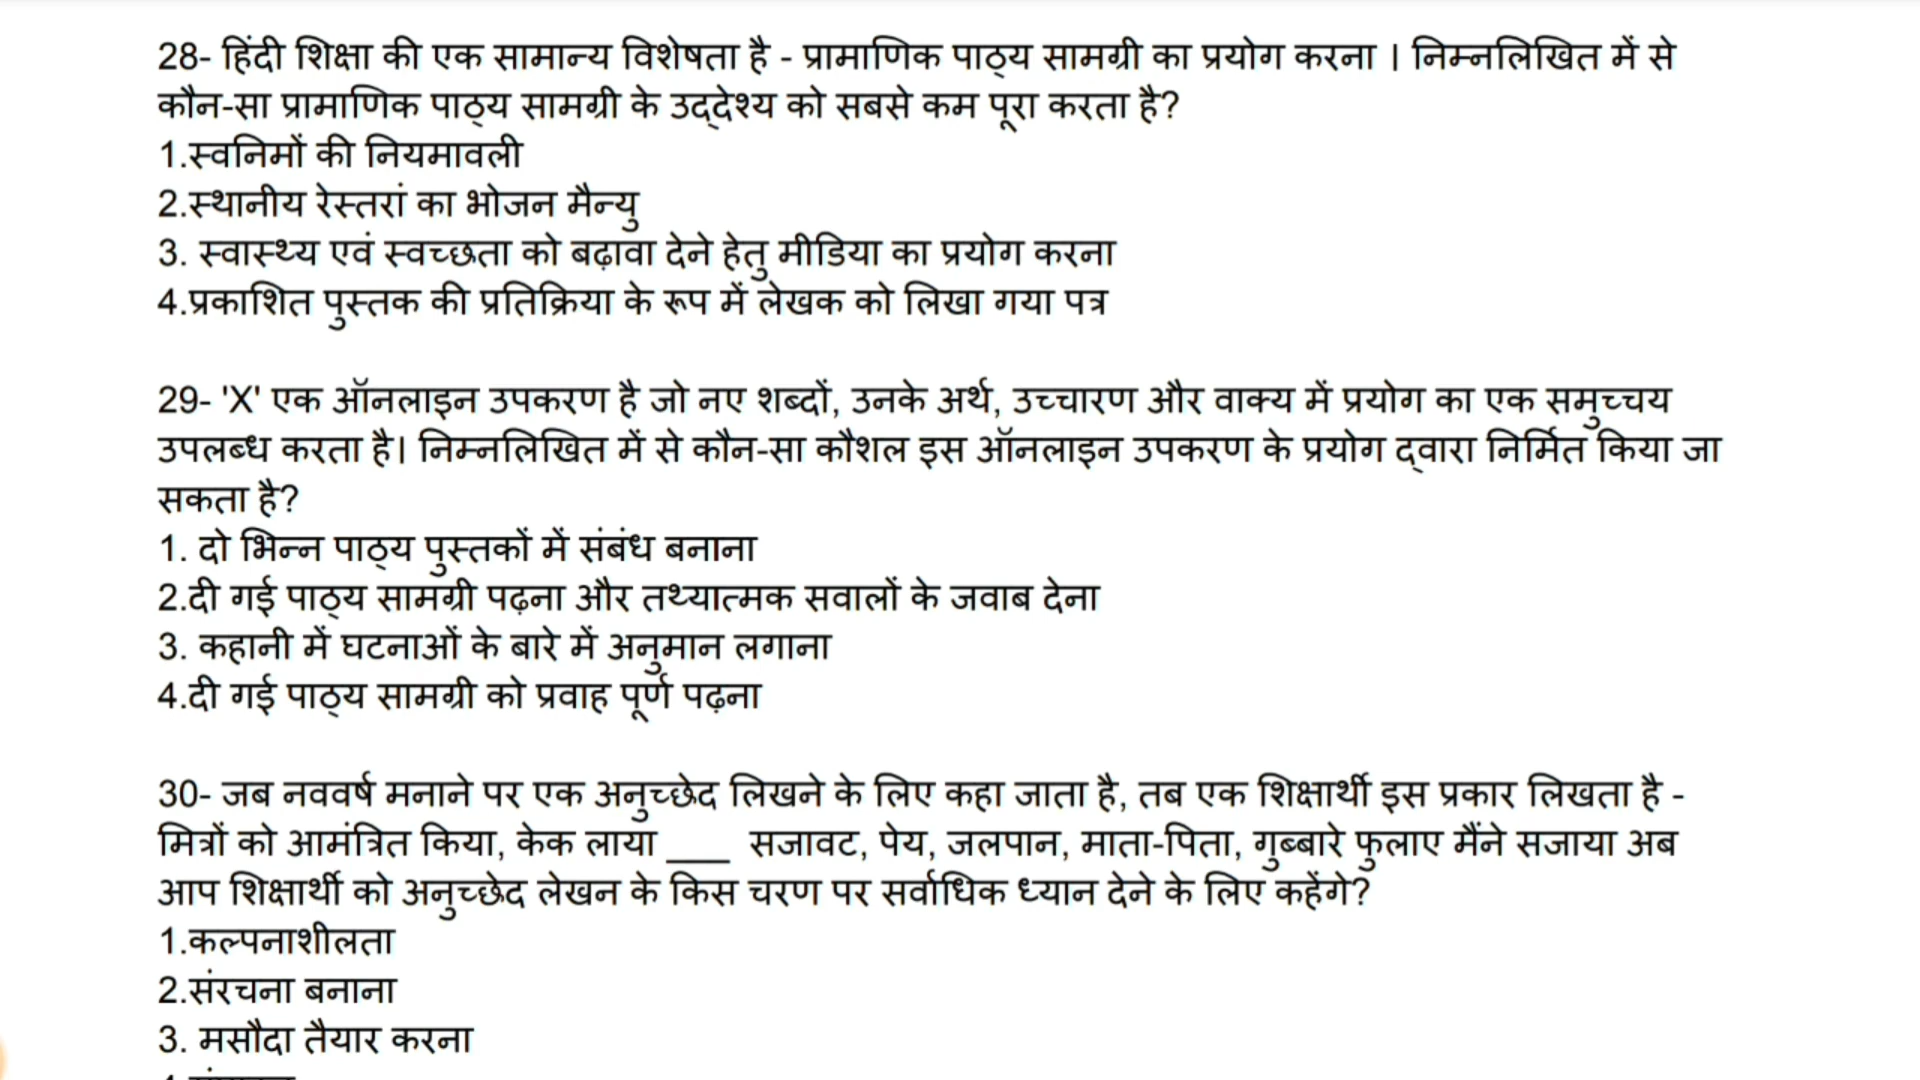 28- हिंदी शिक्षा की एक सामान्य विशेषता है - प्रामाणिक पाठ्य सामग्री का प्रयोग करना । निम्नलिखित में से
कौन-सा प्रामाणिक पाठ्य सामग्री के उद्देश्य को सबसे कम पूरा करता है?
1.स्वनिमों की नियमावली
2.स्थानीय रेस्तरां का भोजन मैन्यु
3. स्वास्थ्य एवं स्वच्छता को बढ़ावा देने हेतु मीडिया का प्रयोग करना
4.प्रकाशित पुस्तक की प्रतिक्रिया के रूप में लेखक को लिखा गया पत्र
29- 'X' एक ऑनलाइन उपकरण है जो नए शब्दों, उनके अर्थ, उच्चारण और वाक्य में प्रयोग का एक समुच्चय
उपलब्ध करता है। निम्नलिखित में से कौन-सा कौशल इस ऑनलाइन उपकरण के प्रयोग द्वारा निर्मित किया जा
सकता है?
1. दो भिन्न पाठ्य पुस्तकों में संबंध बनाना
2.दी गई पाठ्य सामग्री पढ़ना और तथ्यात्मक सवालों के जवाब देना
3. कहानी में घटनाओं के बारे में अनुमान लगाना
4.दी गई पाठ्य सामग्री को प्रवाह पूर्ण पढ़ना
30- जब नववर्ष मनाने पर एक अनुच्छेद लिखने के लिए कहा जाता है, तब एक शिक्षार्थी इस प्रकार लिखता है -
मित्रों को आमंत्रित किया, केक लाया ___ सजावट, पेय, जलपान, माता-पिता, गुब्बारे फुलाए मैंने सजाया अब
आप शिक्षार्थी को अनुच्छेद लेखन के किस चरण पर सर्वाधिक ध्यान देने के लिए कहेंगे?
1.कल्पनाशीलता
2.संरचना बनाना
3. मसौदा तैयार करना